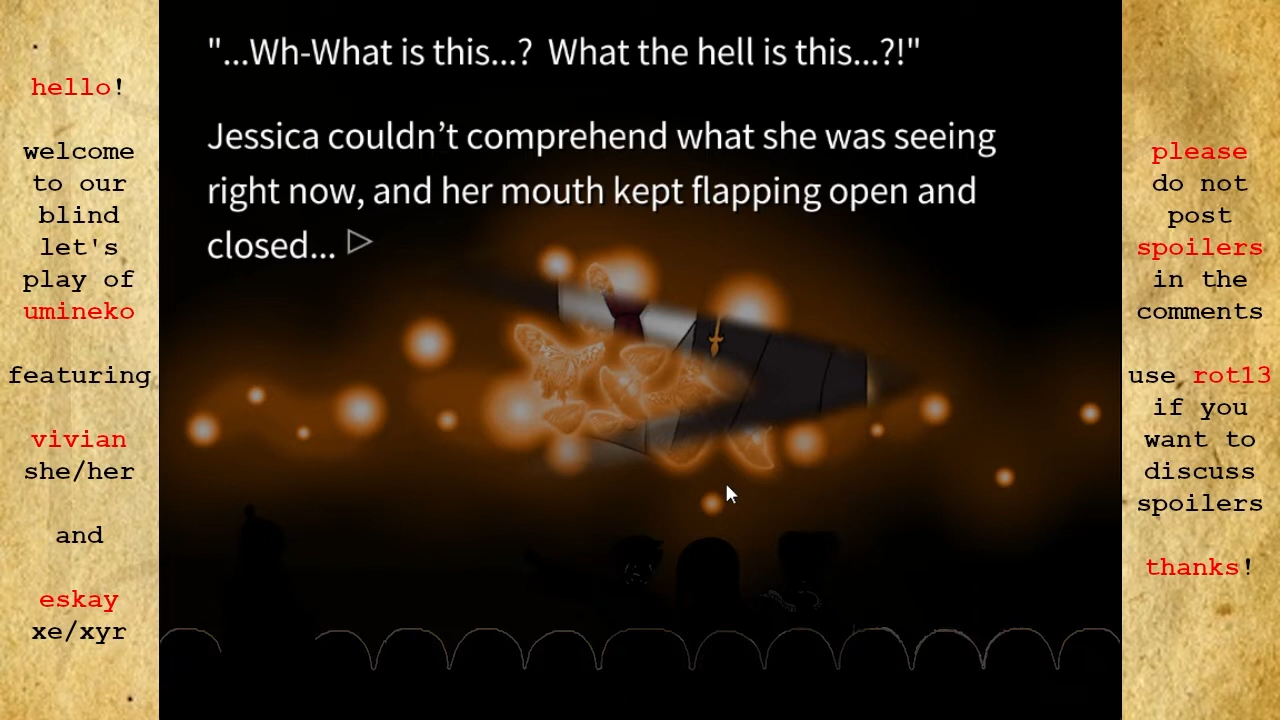 hello!
welcome
to our
blind
let's
play of
umineko
featuring
vivian
she/her
and
eskay
xe/xyr
"...Wh-What is this...?  What the hell is this...?!"
Jessica couldn’t comprehend what she was seeing
right now, and her mouth kept flapping open and
closed...
please
do not
post
spoilers
in the
comments
use rot13
if you
want to
discuss
spoilers
thanks!